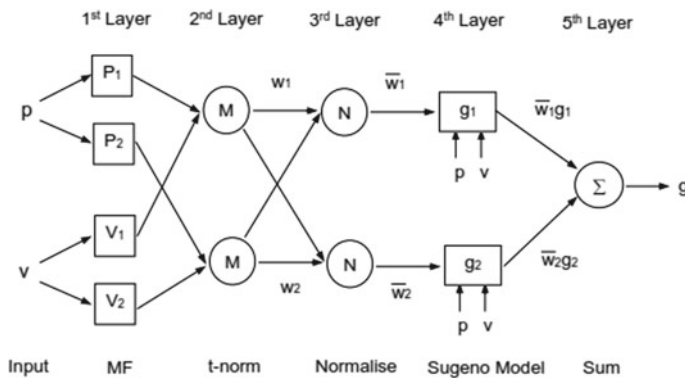 1st Layer 2nd Layer 3rd Layer 4th Layer 5th Layer
P1
w1 w̅1
M N g1 w̅1g1
p
P2
p v
Σ g
V1
M N g2 w̅2g2
v
w2 w̅2
V2
p v
Input MF t-norm Normalise Sugeno Model Sum